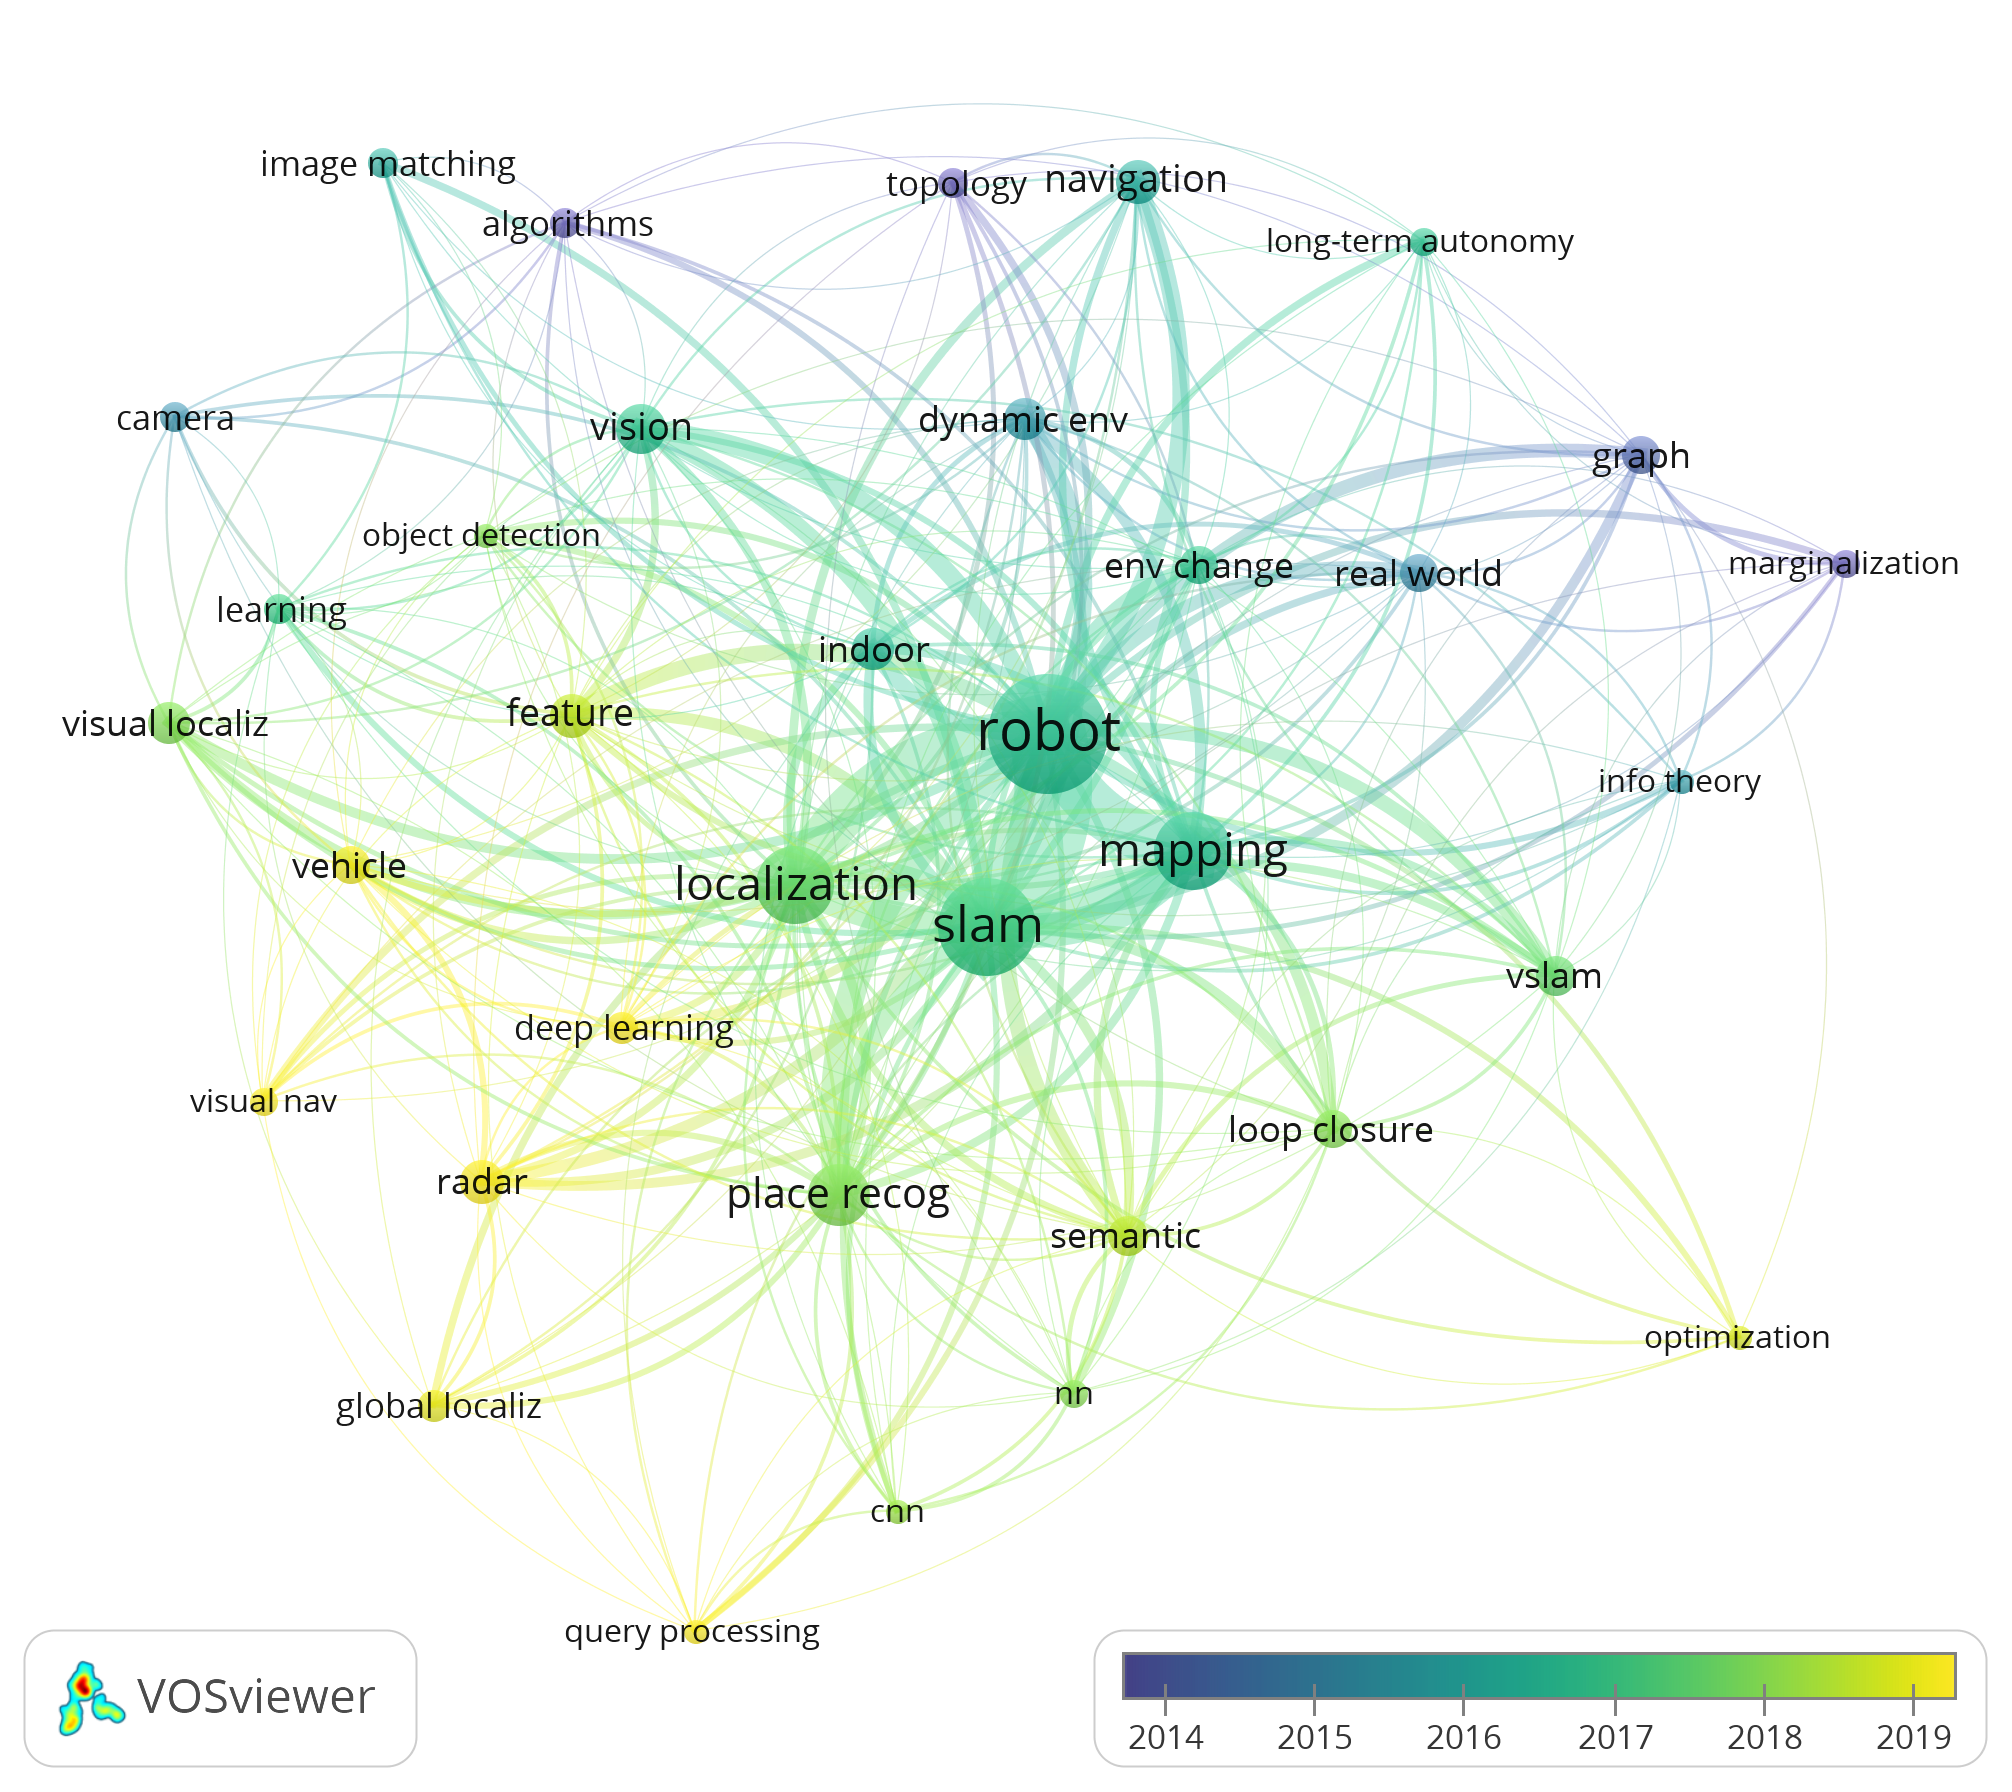 image matching
algorithms
topology
navigation
long-term autonomy
camera
vision
dynamic env
graph
object detection
env change
real world
marginalization
learning
indoor
visual localiz
feature
robot
info theory
vehicle
localization
mapping
slam
vslam
deep learning
visual nav
loop closure
radar
place recog
semantic
optimization
global localiz
nn
cnn
query processing
VOSviewer
2014 2015 2016 2017 2018 2019